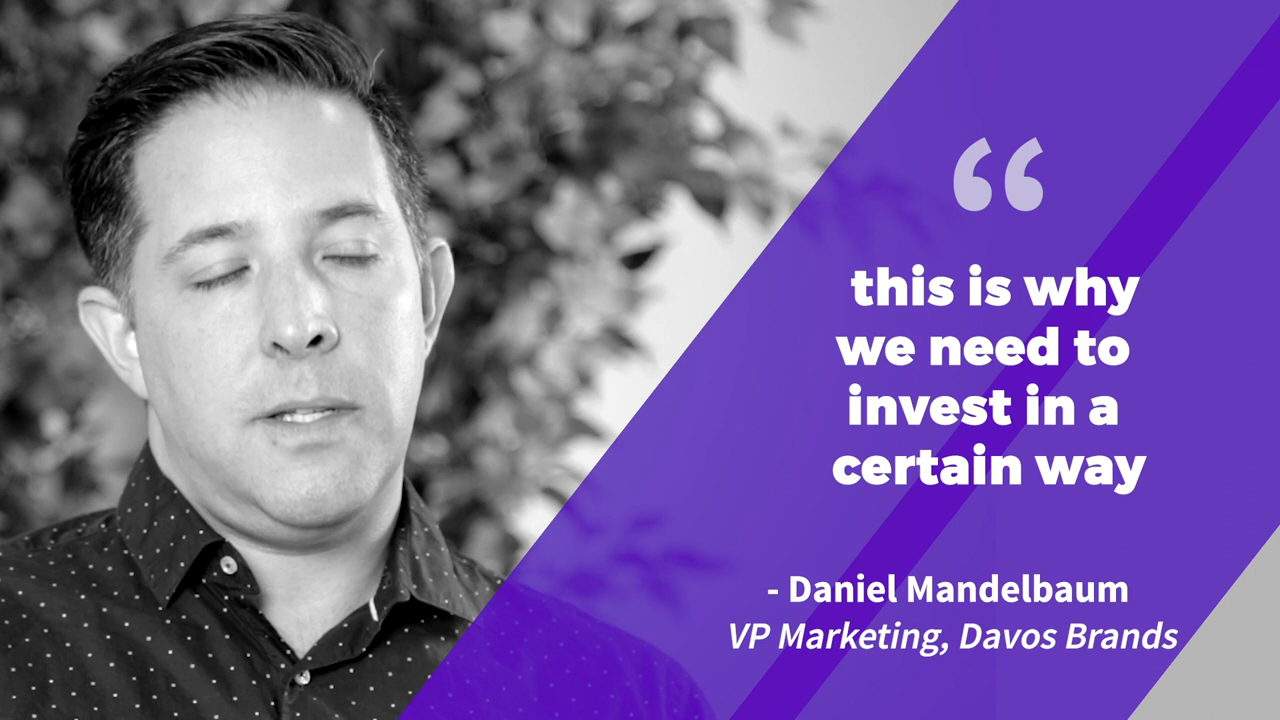 “
this is why
we need to
invest in a
certain way
- Daniel Mandelbaum
VP Marketing, Davos Brands